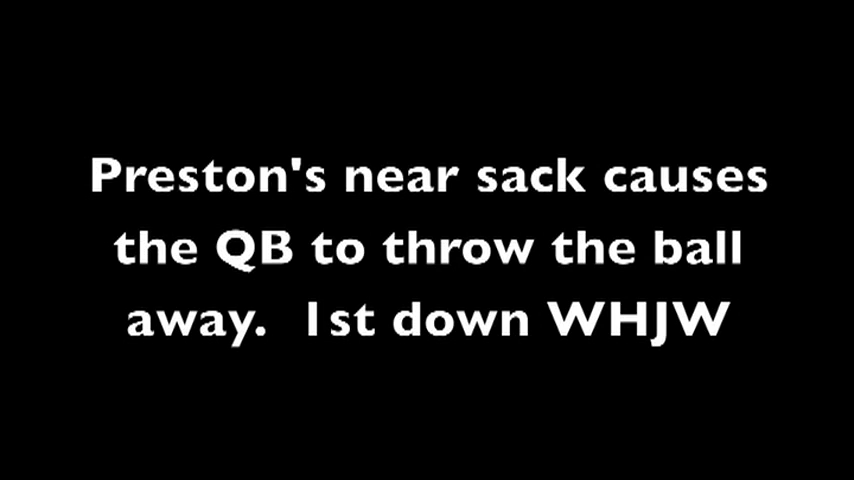 Preston's near sack causes
the QB to throw the ball
away.  1st down WHJW